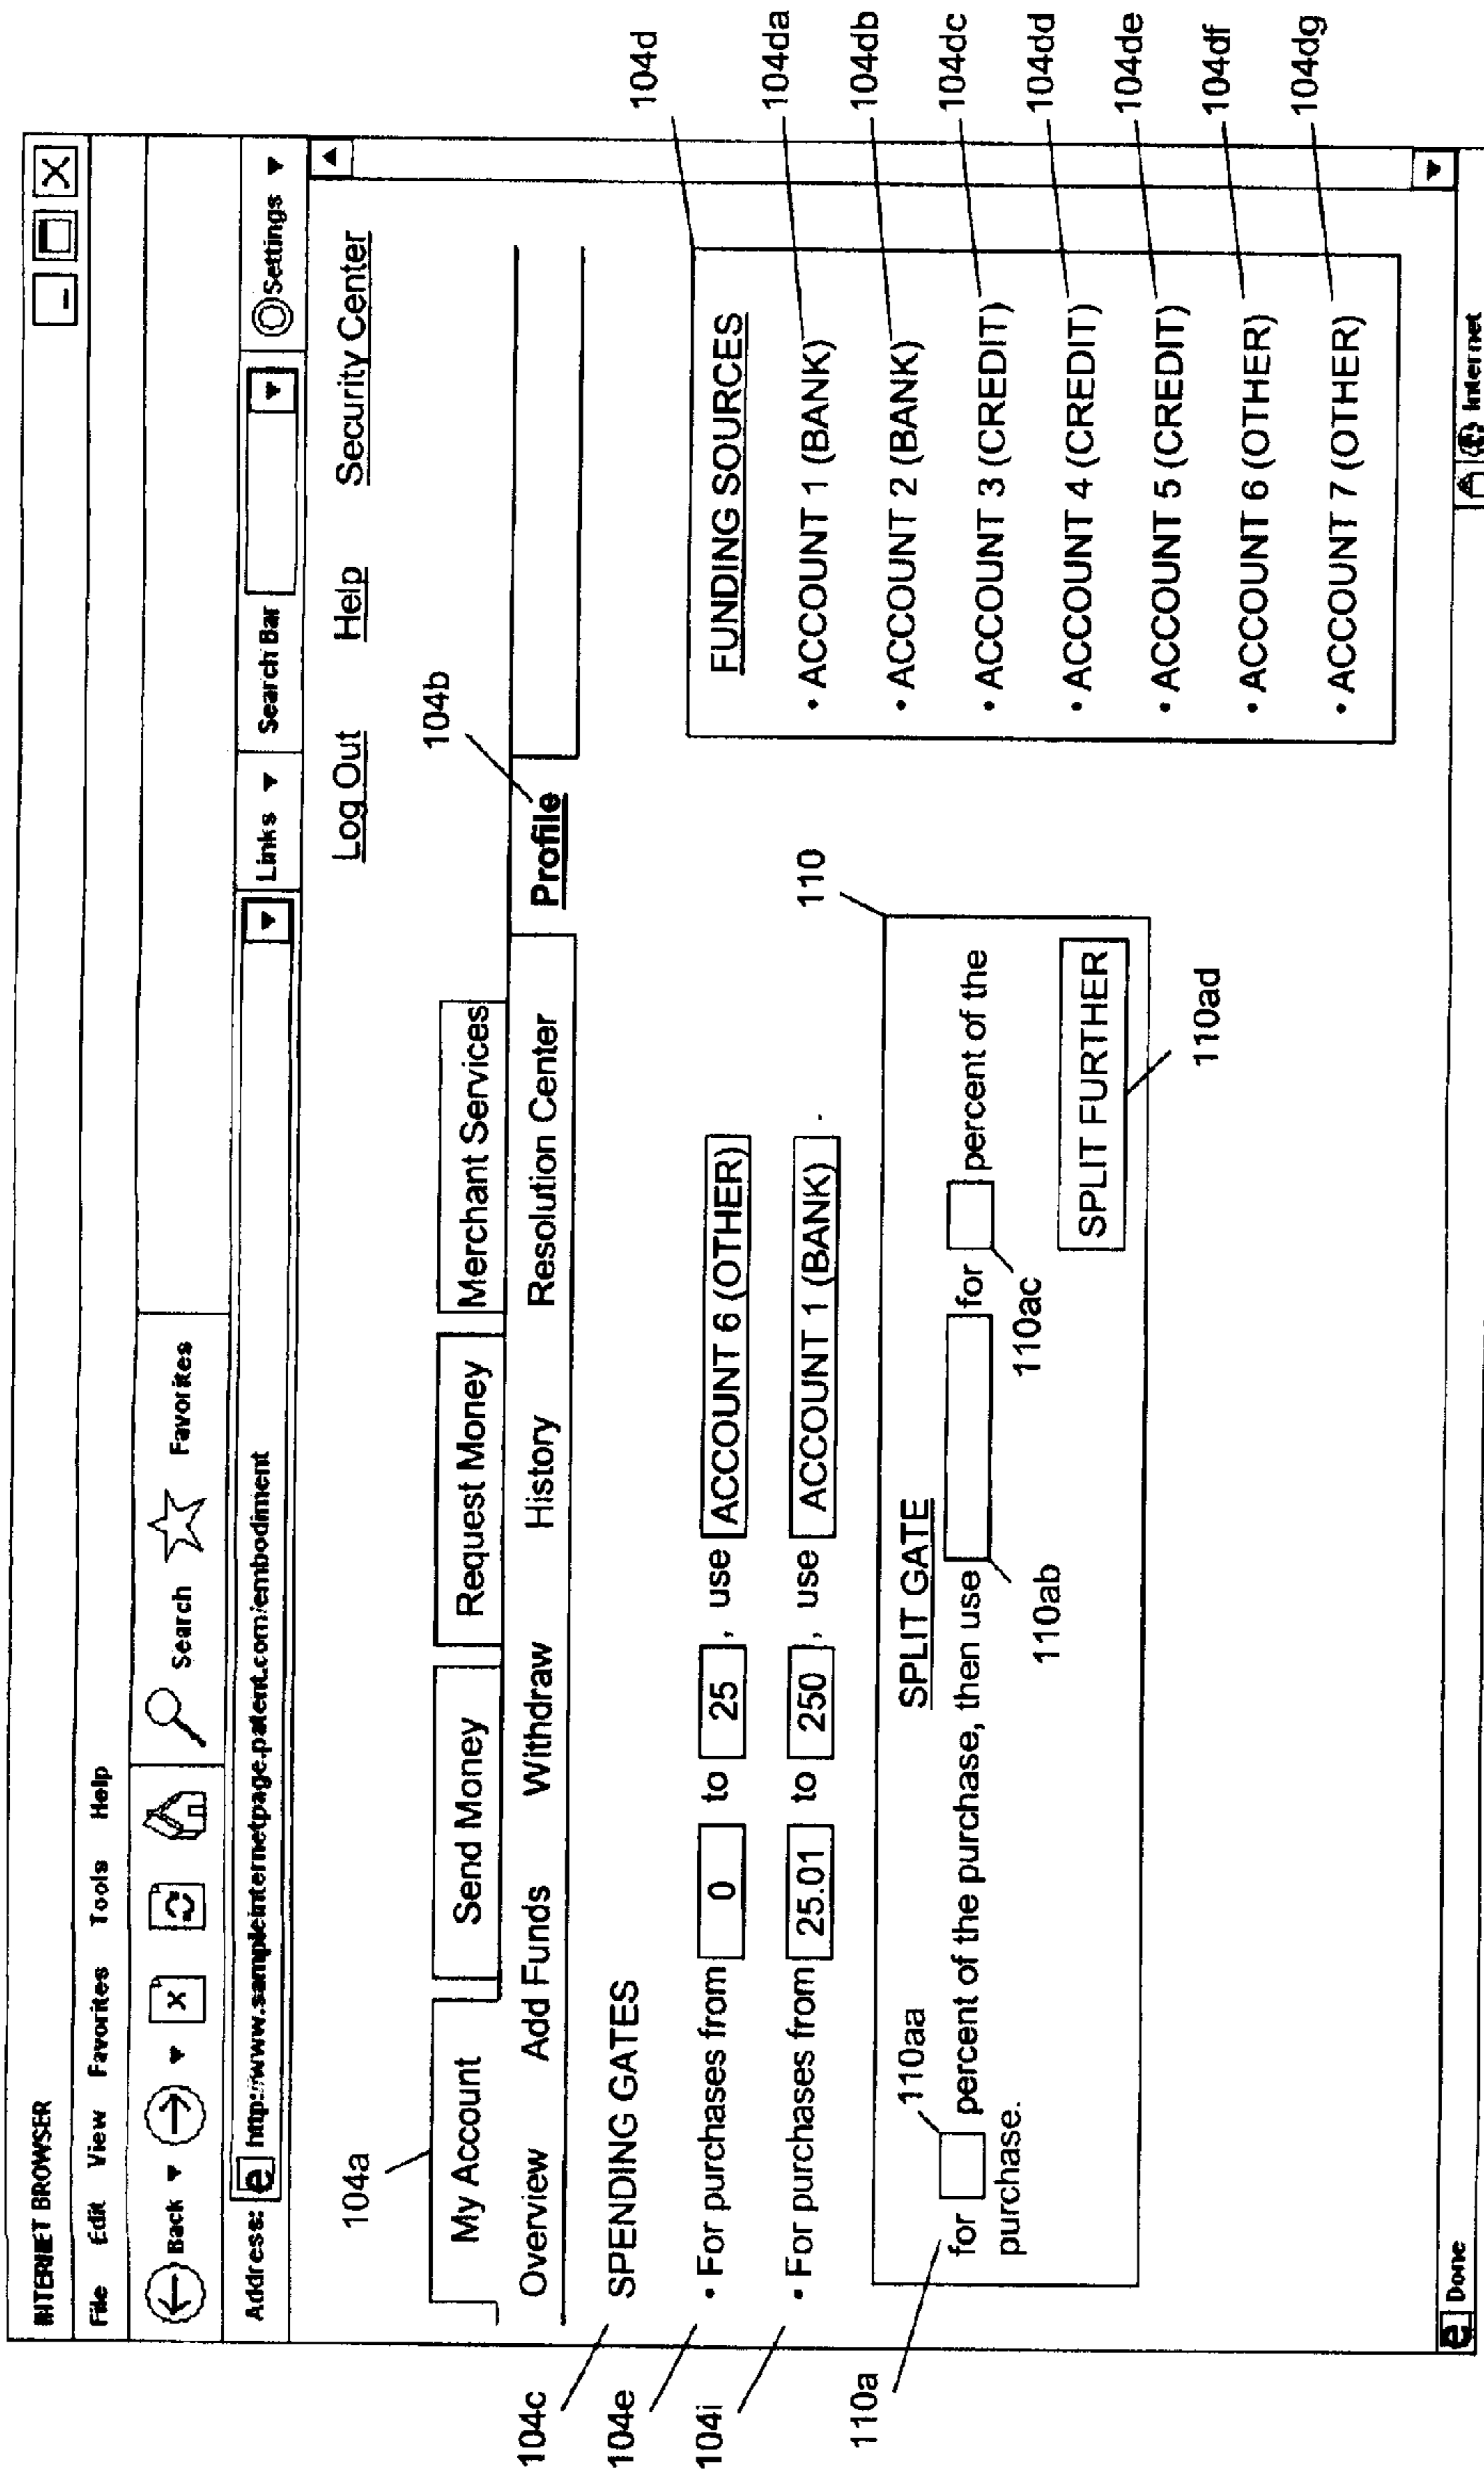 INTERNET BROWSER
File Edit View Favorites Tools Help
Back Search Favorites
Address: http://www.sampleinternetpage.patent.com/embodiment Links Search Bar Settings
Log Out Help Security Center
104a
104b
104d
My Account Send Money Request Money Merchant Services
Overview Add Funds Withdraw History Resolution Center Profile
104c
SPENDING GATES
104e
• For purchases from 0 to 25 , use ACCOUNT 6 (OTHER)
104i
• For purchases from 25.01 to 250 , use ACCOUNT 1 (BANK) .
110
SPLIT GATE
110a
110aa
for percent of the purchase, then use for percent of the
purchase.
110ab
110ac
SPLIT FURTHER
110ad
FUNDING SOURCES
• ACCOUNT 1 (BANK) 104da
• ACCOUNT 2 (BANK) 104db
• ACCOUNT 3 (CREDIT) 104dc
• ACCOUNT 4 (CREDIT) 104dd
• ACCOUNT 5 (CREDIT) 104de
• ACCOUNT 6 (OTHER) 104df
• ACCOUNT 7 (OTHER) 104dg
Done Internet